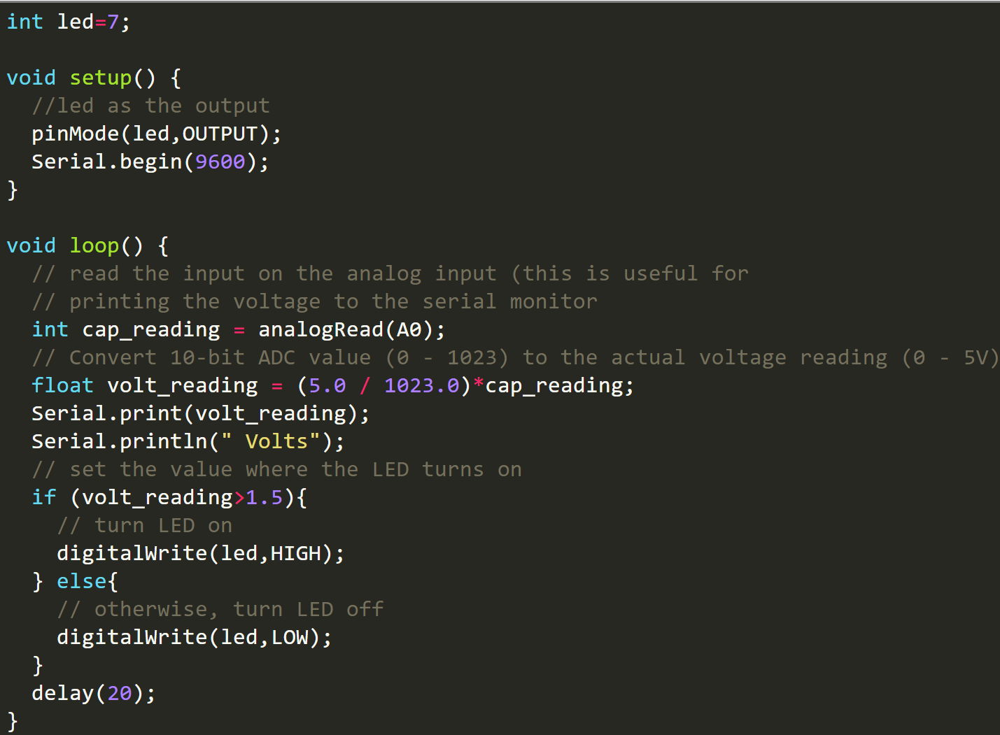 int led=7;

void setup() {
  //led as the output
  pinMode(led,OUTPUT);
  Serial.begin(9600);
}

void loop() {
  // read the input on the analog input (this is useful for
  // printing the voltage to the serial monitor
  int cap_reading = analogRead(A0);
  // Convert 10-bit ADC value (0 - 1023) to the actual voltage reading (0 - 5V)
  float volt_reading = (5.0 / 1023.0)*cap_reading;
  Serial.print(volt_reading);
  Serial.println(" Volts");
  // set the value where the LED turns on
  if (volt_reading>1.5){
    // turn LED on
    digitalWrite(led,HIGH);
  } else{
    // otherwise, turn LED off
    digitalWrite(led,LOW);
  }
  delay(20);
}